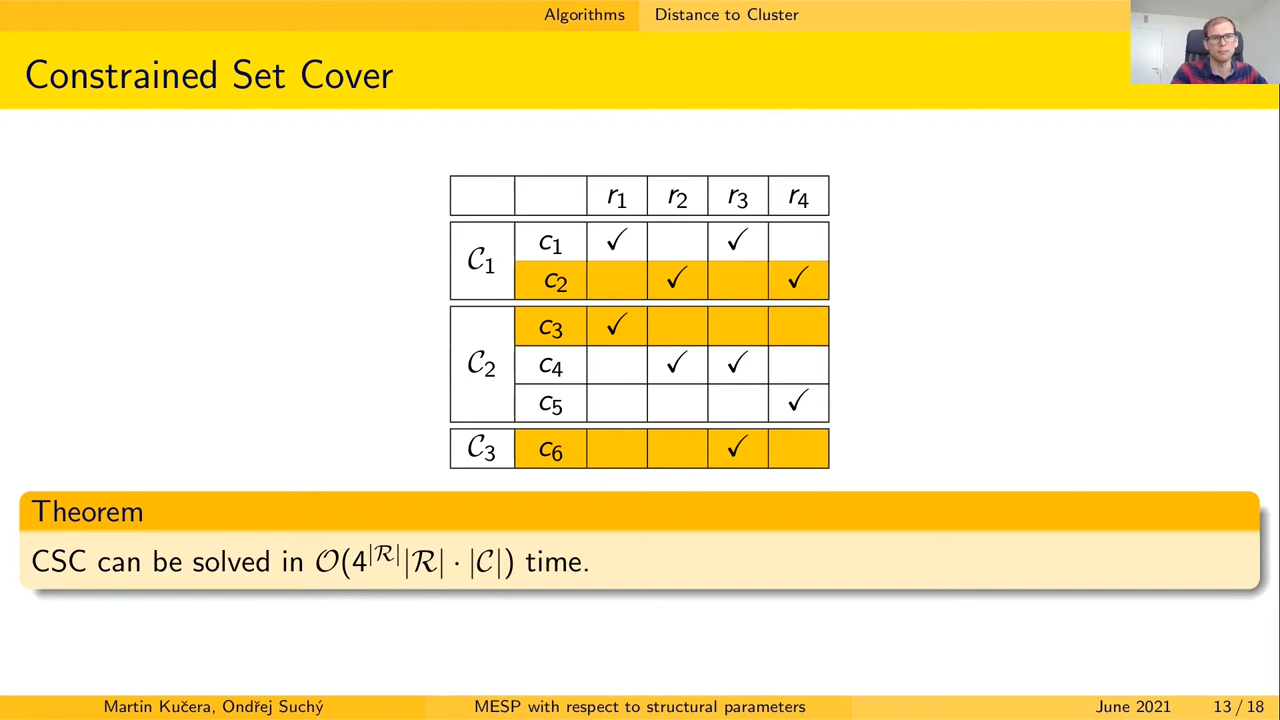 Algorithms Distance to Cluster
Constrained Set Cover
r1 r2 r3 r4
C1 c1 ✓ ✓
c2 ✓ ✓
c3 ✓
C2 c4 ✓ ✓
c5 ✓
C3 c6 ✓
Theorem
CSC can be solved in O(4^|R||R| · |C|) time.
Martin Kučera, Ondřej Suchý MESP with respect to structural parameters June 2021 13 / 18